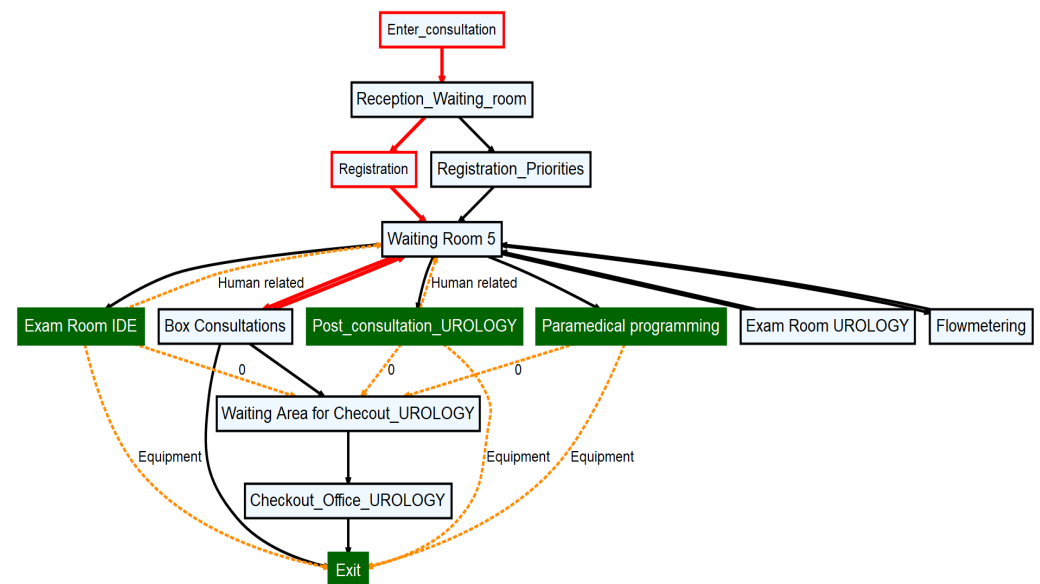 Enter_consultation
Reception_Waiting_room
Registration
Registration_Priorities
Waiting Room 5
Human related
Human related
Exam Room IDE
Box Consultations
Post_consultation_UROLOGY
Paramedical programming
Exam Room UROLOGY
Flowmetering
0
0
0
Waiting Area for Checout_UROLOGY
Equipment
Equipment
Equipment
Checkout_Office_UROLOGY
Exit